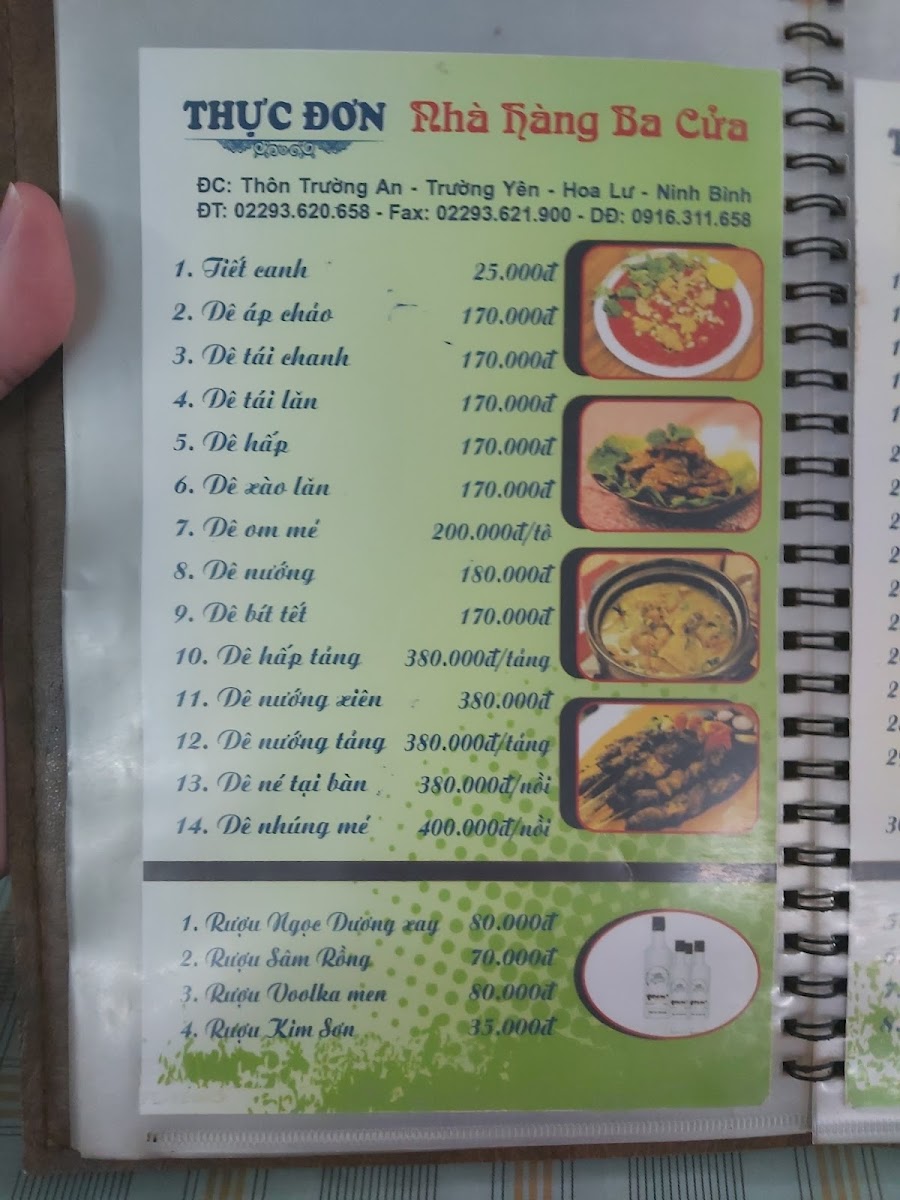 THỰC ĐƠN Nhà hàng Ba Cửa
ĐC: Thôn Trường An - Trường Yên - Hoa Lư - Ninh Bình
ĐT: 02293.620.658 - Fax: 02293.621.900 - DĐ: 0916.311.658
1. Tiết canh 25.000đ
2. Dê áp chảo 170.000đ
3. Dê tái chanh 170.000đ
4. Dê tái lăn 170.000đ
5. Dê hấp 170.000đ
6. Dê xào lăn 170.000đ
7. Dê om mẻ 200.000đ/tô
8. Dê nướng 180.000đ
9. Dê bít tết 170.000đ
10. Dê hấp tảng 380.000đ/tảng
11. Dê nướng xiên 380.000đ
12. Dê nướng tảng 380.000đ/tảng
13. Dê né tại bàn 380.000đ/nồi
14. Dê nhúng mẻ 400.000đ/nồi
1. Rượu Ngọc Dương xay 80.000đ
2. Rượu Sâm Rồng 70.000đ
3. Rượu Voolka men 80.000đ
4. Rượu Kim Sơn 35.000đ